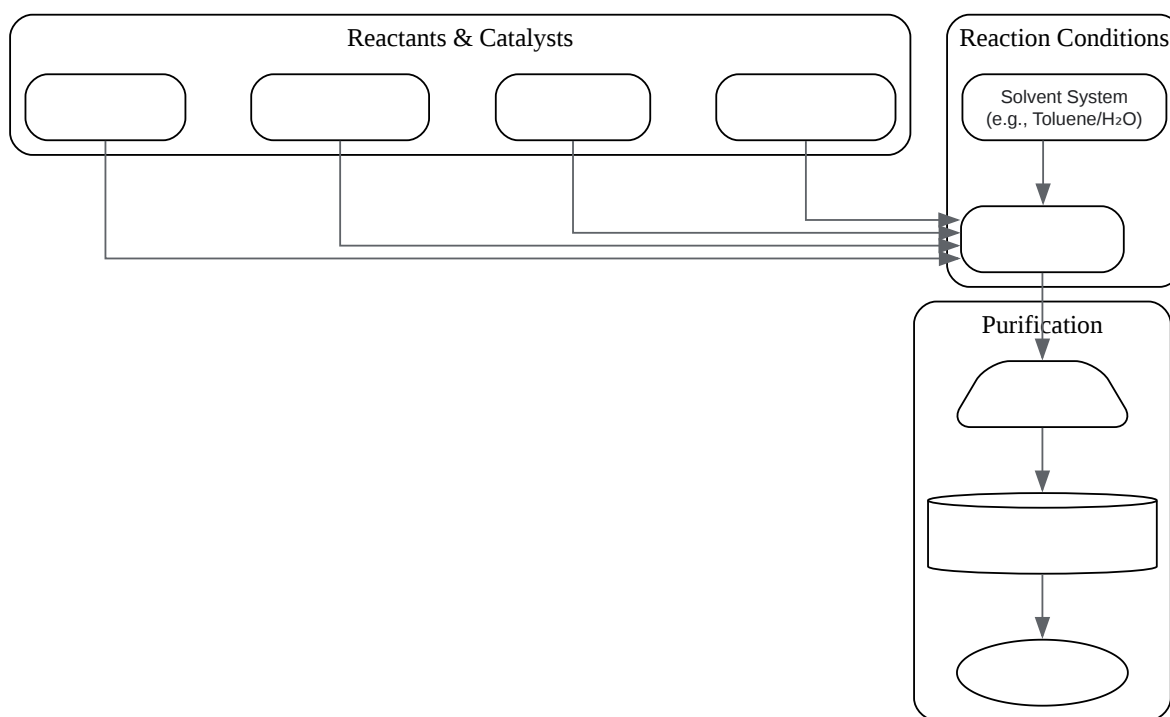 Reactants & Catalysts
Reaction Conditions
Solvent System
(e.g., Toluene/H₂O)
Purification